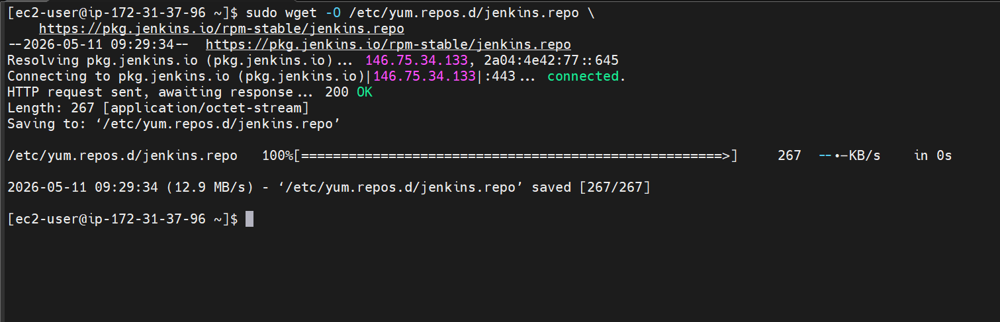 [ec2-user@ip-172-31-37-96 ~]$ sudo wget -O /etc/yum.repos.d/jenkins.repo \
    https://pkg.jenkins.io/rpm-stable/jenkins.repo
--2026-05-11 09:29:34--  https://pkg.jenkins.io/rpm-stable/jenkins.repo
Resolving pkg.jenkins.io (pkg.jenkins.io)... 146.75.34.133, 2a04:4e42:77::645
Connecting to pkg.jenkins.io (pkg.jenkins.io)|146.75.34.133|:443... connected.
HTTP request sent, awaiting response... 200 OK
Length: 267 [application/octet-stream]
Saving to: ‘/etc/yum.repos.d/jenkins.repo’
/etc/yum.repos.d/jenkins.repo   100%[=====================================================>]     267  --•-KB/s    in 0s
2026-05-11 09:29:34 (12.9 MB/s) - ‘/etc/yum.repos.d/jenkins.repo’ saved [267/267]
[ec2-user@ip-172-31-37-96 ~]$